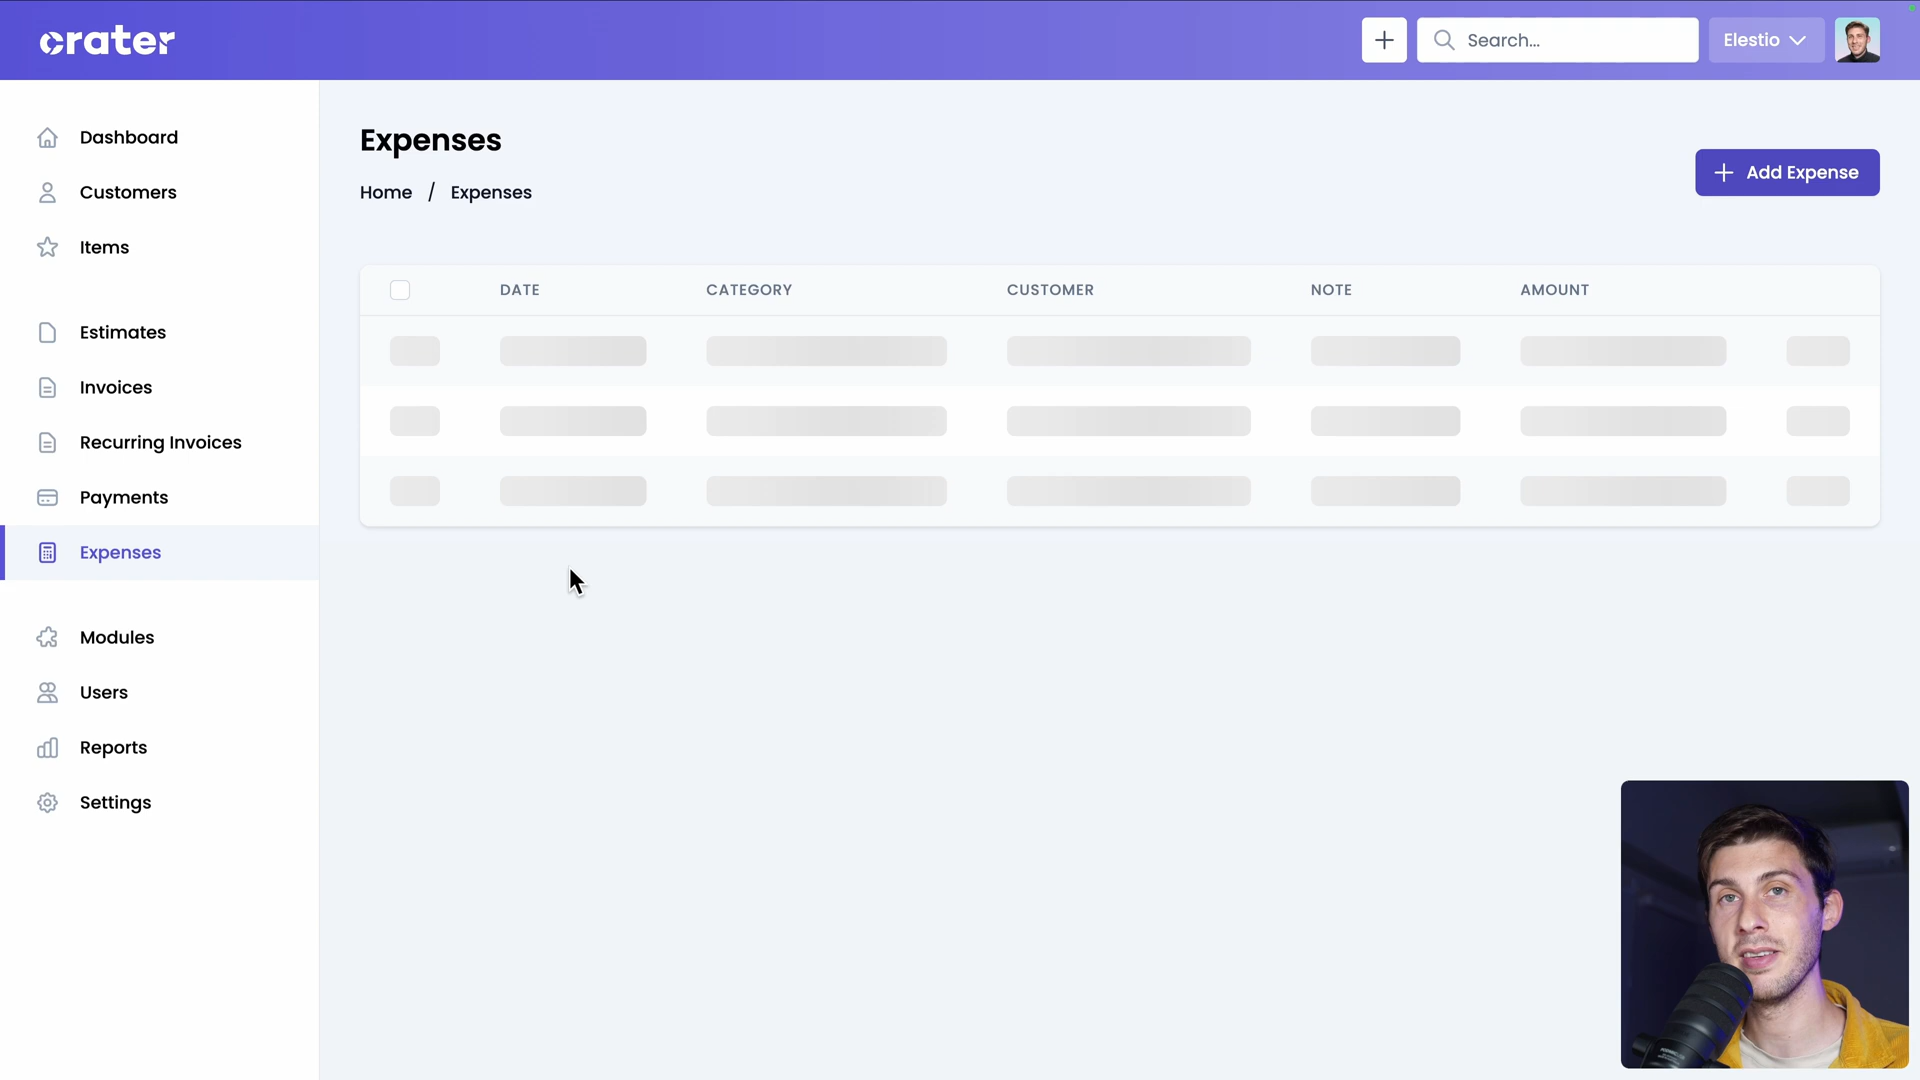 crater
Search...
Elestio
Dashboard
Customers
Items
Estimates
Invoices
Recurring Invoices
Payments
Expenses
Modules
Users
Reports
Settings
Expenses
Home / Expenses
Add Expense
DATE CATEGORY CUSTOMER NOTE AMOUNT